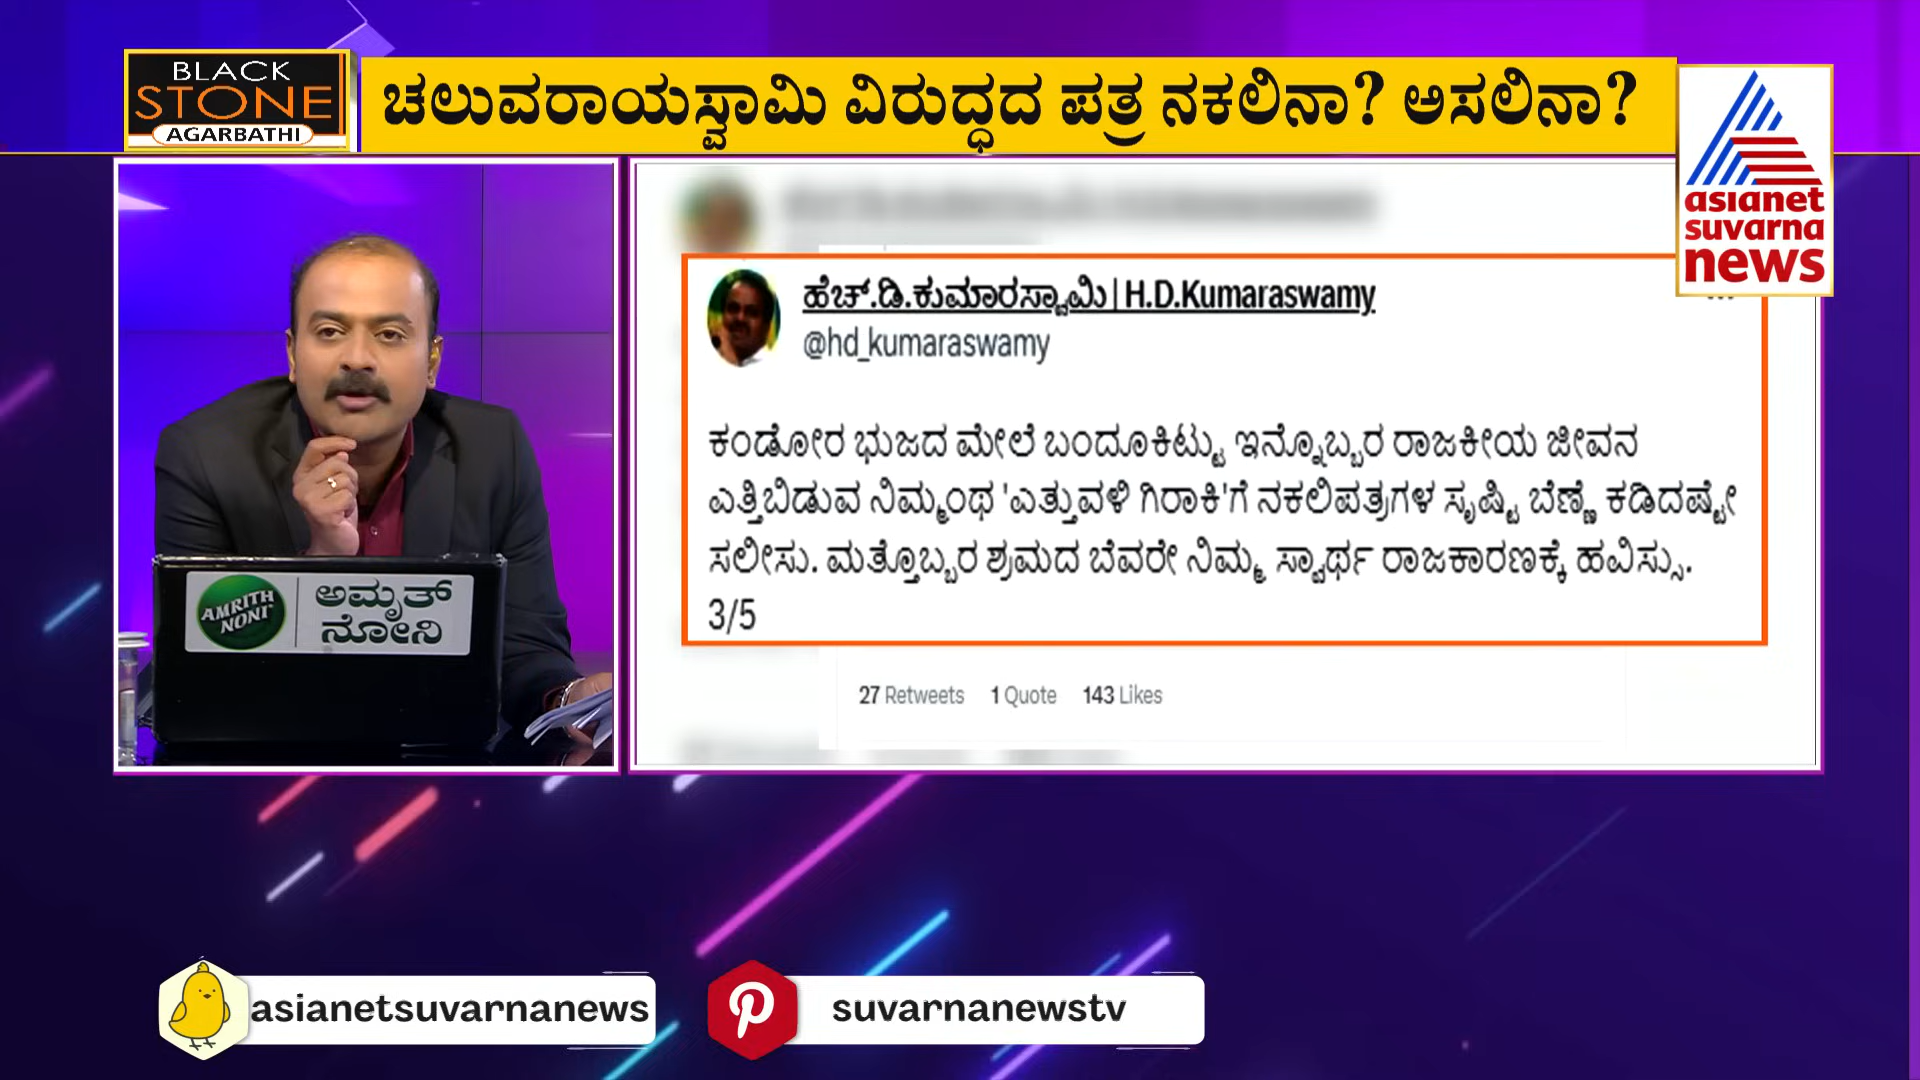 BLACK
STONE
AGARBATHI
ಚಲುವರಾಯಸ್ವಾಮಿ ವಿರುದ್ಧದ ಪತ್ರ ನಕಲಿನಾ? ಅಸಲಿನಾ?
asianet
suvarna
news
ಹೆಚ್.ಡಿ.ಕುಮಾರಸ್ವಾಮಿ | H.D.Kumaraswamy
@hd_kumaraswamy
ಕಂಡೋರ ಭುಜದ ಮೇಲೆ ಬಂದೂಕಿಟ್ಟು ಇನ್ನೊಬ್ಬರ ರಾಜಕೀಯ ಜೀವನ
ಎತ್ತಿಬಿಡುವ ನಿಮ್ಮಂಥ 'ಎತ್ತುವಳಿ ಗಿರಾಕಿ'ಗೆ ನಕಲಿಪತ್ರಗಳ ಸೃಷ್ಟಿ ಬೆಣ್ಣೆ ಕಡಿದಷ್ಟೇ
ಸಲೀಸು. ಮತ್ತೊಬ್ಬರ ಶ್ರಮದ ಬೆವರೇ ನಿಮ್ಮ ಸ್ವಾರ್ಥ ರಾಜಕಾರಣಕ್ಕೆ ಹವಿಸ್ಸು.
3/5
27 Retweets 1 Quote 143 Likes
AMRITH
NONI
ಅಮೃತ್
ನೋನಿ
asianetsuvarnanews
suvarnanewstv